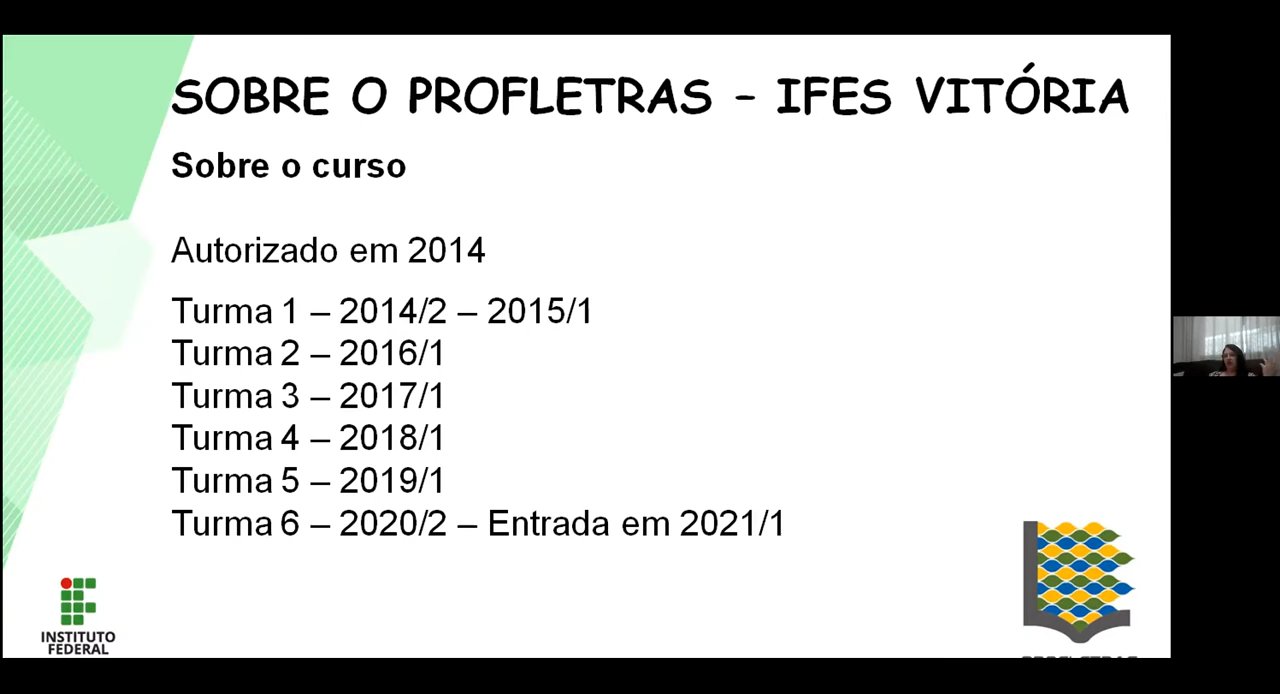 SOBRE O PROFLETRAS – IFES VITÓRIA
Sobre o curso
Autorizado em 2014
Turma 1 – 2014/2 – 2015/1
Turma 2 – 2016/1
Turma 3 – 2017/1
Turma 4 – 2018/1
Turma 5 – 2019/1
Turma 6 – 2020/2 – Entrada em 2021/1
INSTITUTO
FEDERAL